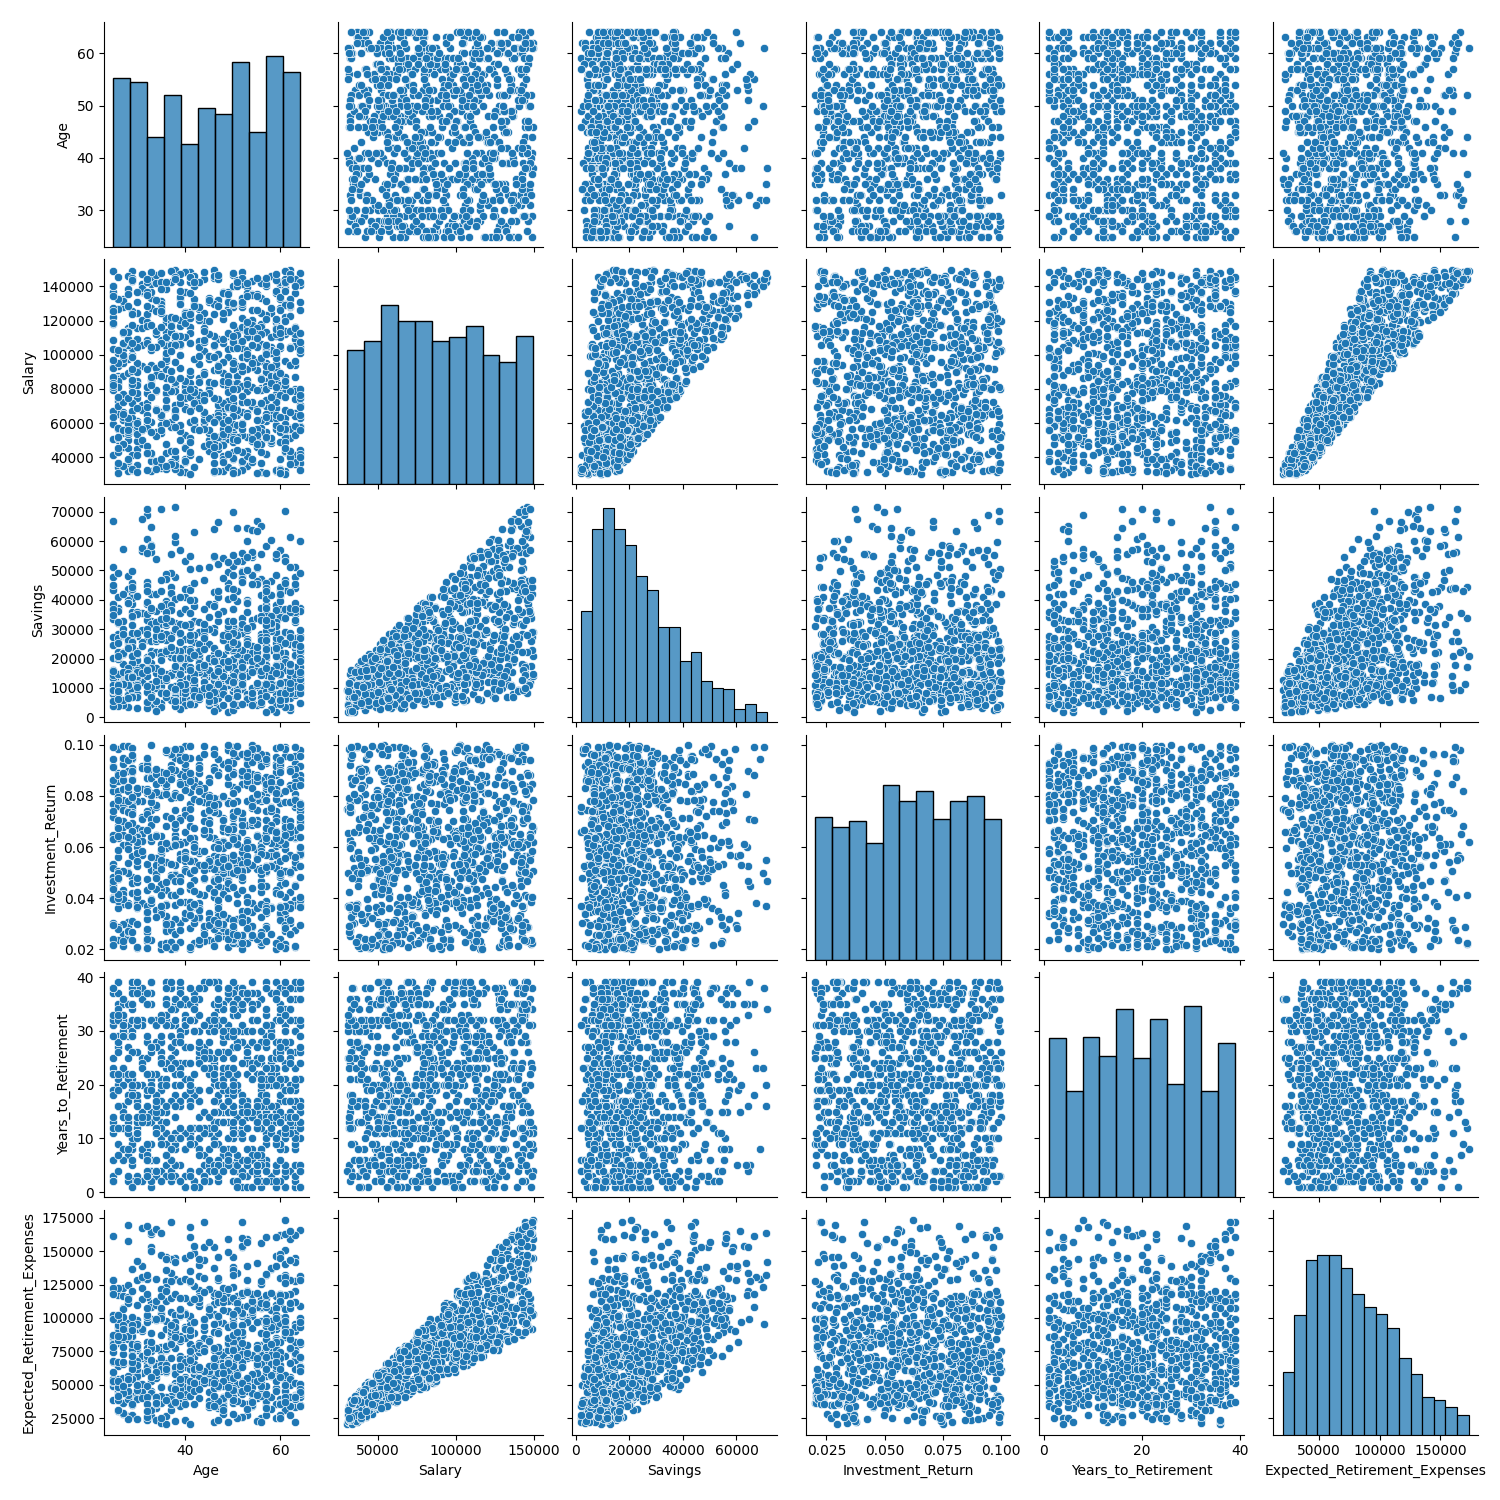 60
50
40
30
Age
140000
120000
100000
80000
60000
40000
Salary
70000
60000
50000
40000
30000
20000
10000
0
Savings
0.10
0.08
0.06
0.04
0.02
Investment_Return
40
30
20
10
0
Years_to_Retirement
175000
150000
125000
100000
75000
50000
25000
Expected_Retirement_Expenses
40 60
Age
50000 100000 150000
Salary
0 20000 40000 60000
Savings
0.025 0.050 0.075 0.100
Investment_Return
0 20 40
Years_to_Retirement
50000 100000 150000
Expected_Retirement_Expenses